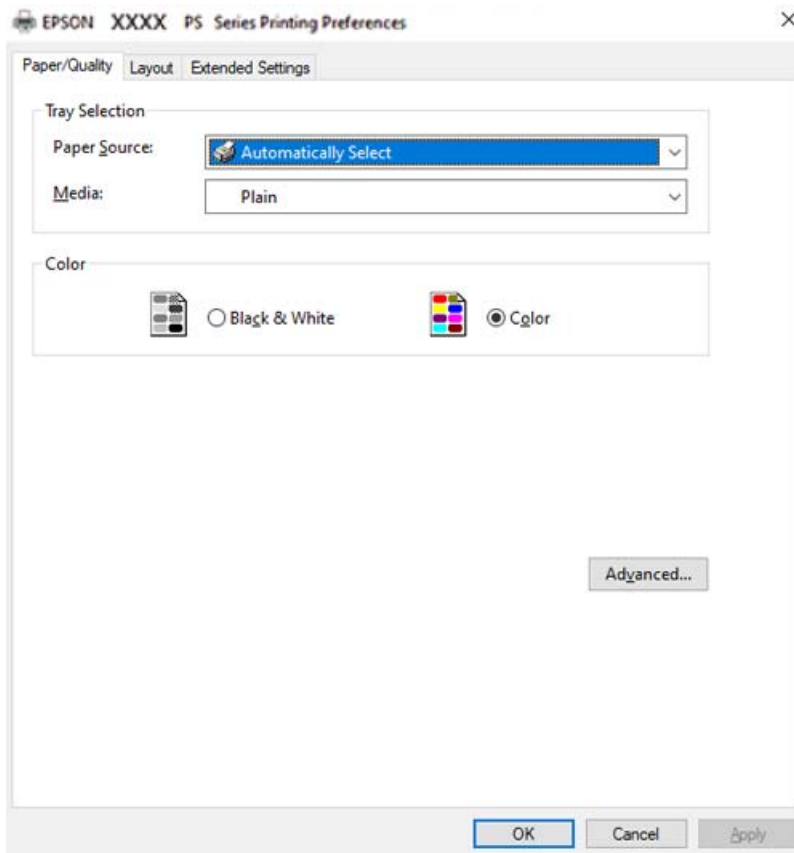 EPSON XXXX PS Series Printing Preferences
Paper/Quality Layout Extended Settings
Tray Selection
Paper Source: Automatically Select
Media: Plain
Color
Black & White Color
Advanced...
OK Cancel Apply